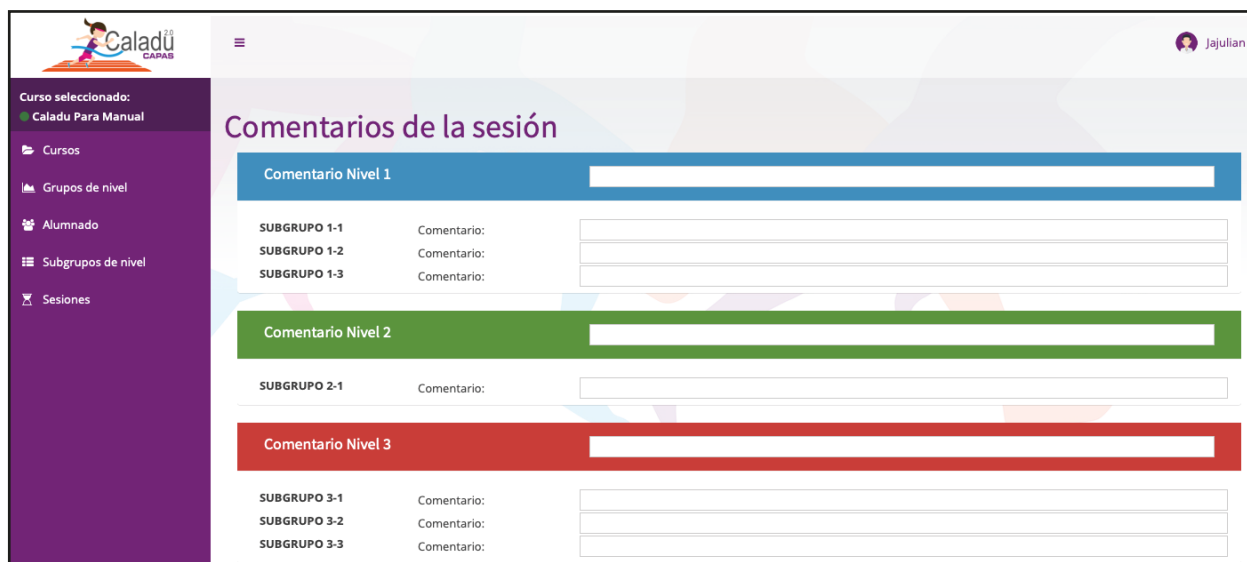 Caladü 2.0
CAPAS
Jajulian
Curso seleccionado:
Caladu Para Manual
Cursos
Grupos de nivel
Alumnado
Subgrupos de nivel
Sesiones
Comentarios de la sesión
Comentario Nivel 1
SUBGRUPO 1-1 Comentario:
SUBGRUPO 1-2 Comentario:
SUBGRUPO 1-3 Comentario:
Comentario Nivel 2
SUBGRUPO 2-1 Comentario:
Comentario Nivel 3
SUBGRUPO 3-1 Comentario:
SUBGRUPO 3-2 Comentario:
SUBGRUPO 3-3 Comentario: